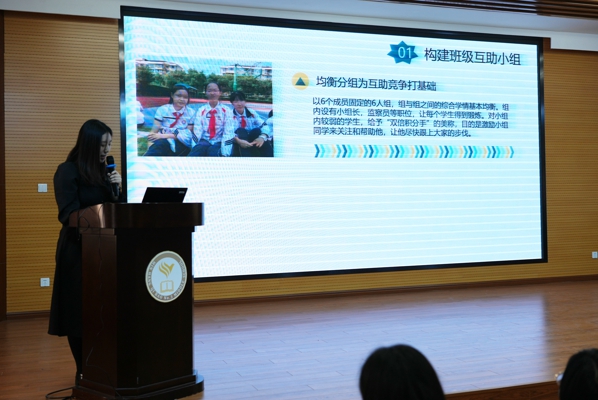 01 构建班级互助小组
均衡分组为互助竞争打基础
以6个成员固定的6人组，组与组之间的综合学情基本均衡。组
内设有小组长，监察员等职位，让每个学生得到锻炼。对小组
内较弱的学生，给予“双倍积分手”的美称，目的是激励小组
同学来关注和帮助他，让他尽快跟上大家的步伐。